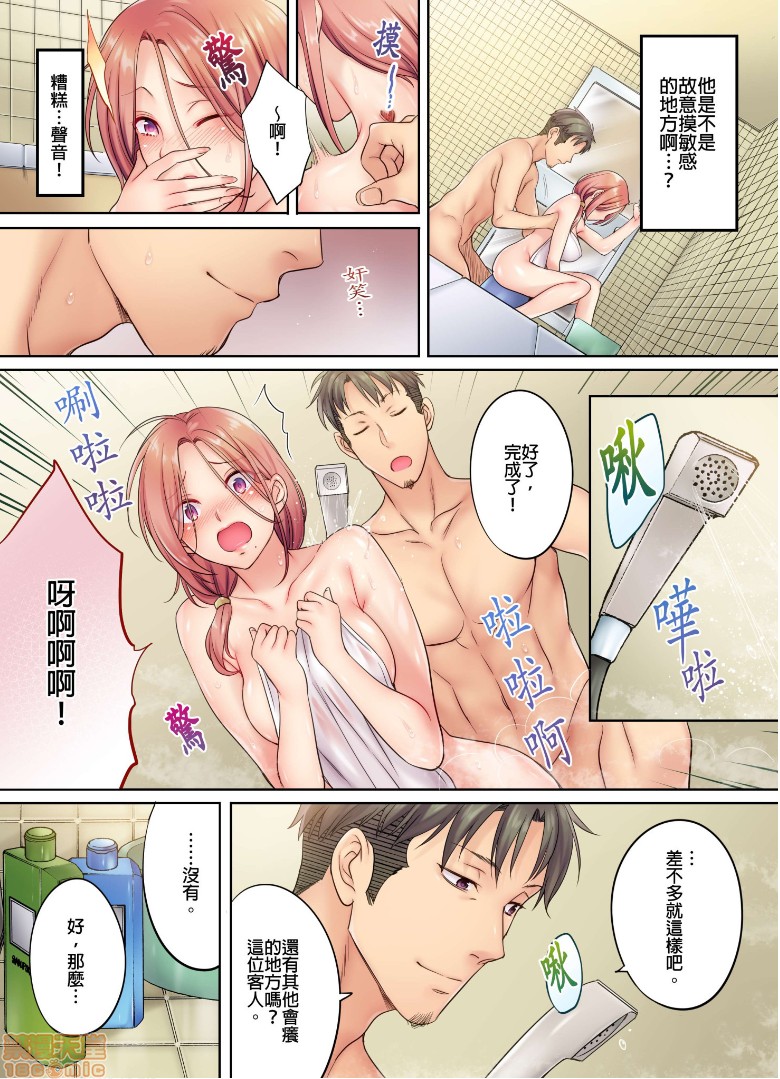 他是不是
故意摸敏感
的地方啊…?
摸~~~
~啊!
驚
糟糕…聲音!
奸笑…
啾
嘩啦
好了,
完成了!
唰啦啦
啦啦啊
呀啊啊啊!
驚
…
差不多就這樣吧。
啾
還有其他會癢
的地方嗎?
這位客人。
……沒有。
好,那麼…
18comic